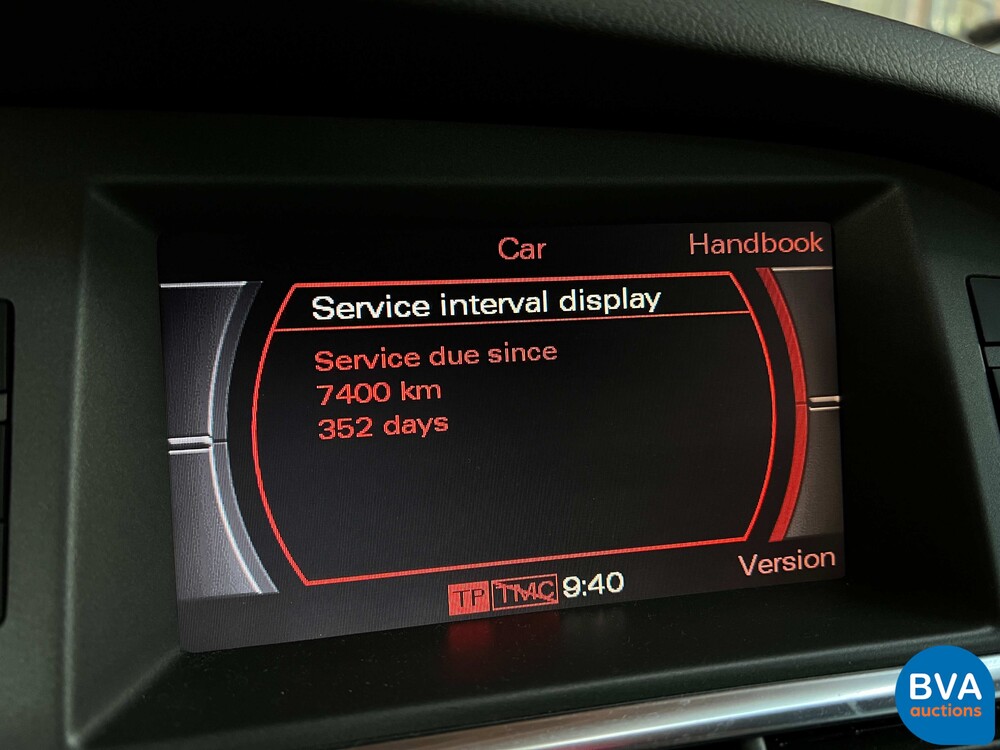 Car
Handbook
Service interval display
Service due since
7400 km
352 days
Version
TP TMC 9:40
BVA
auctions